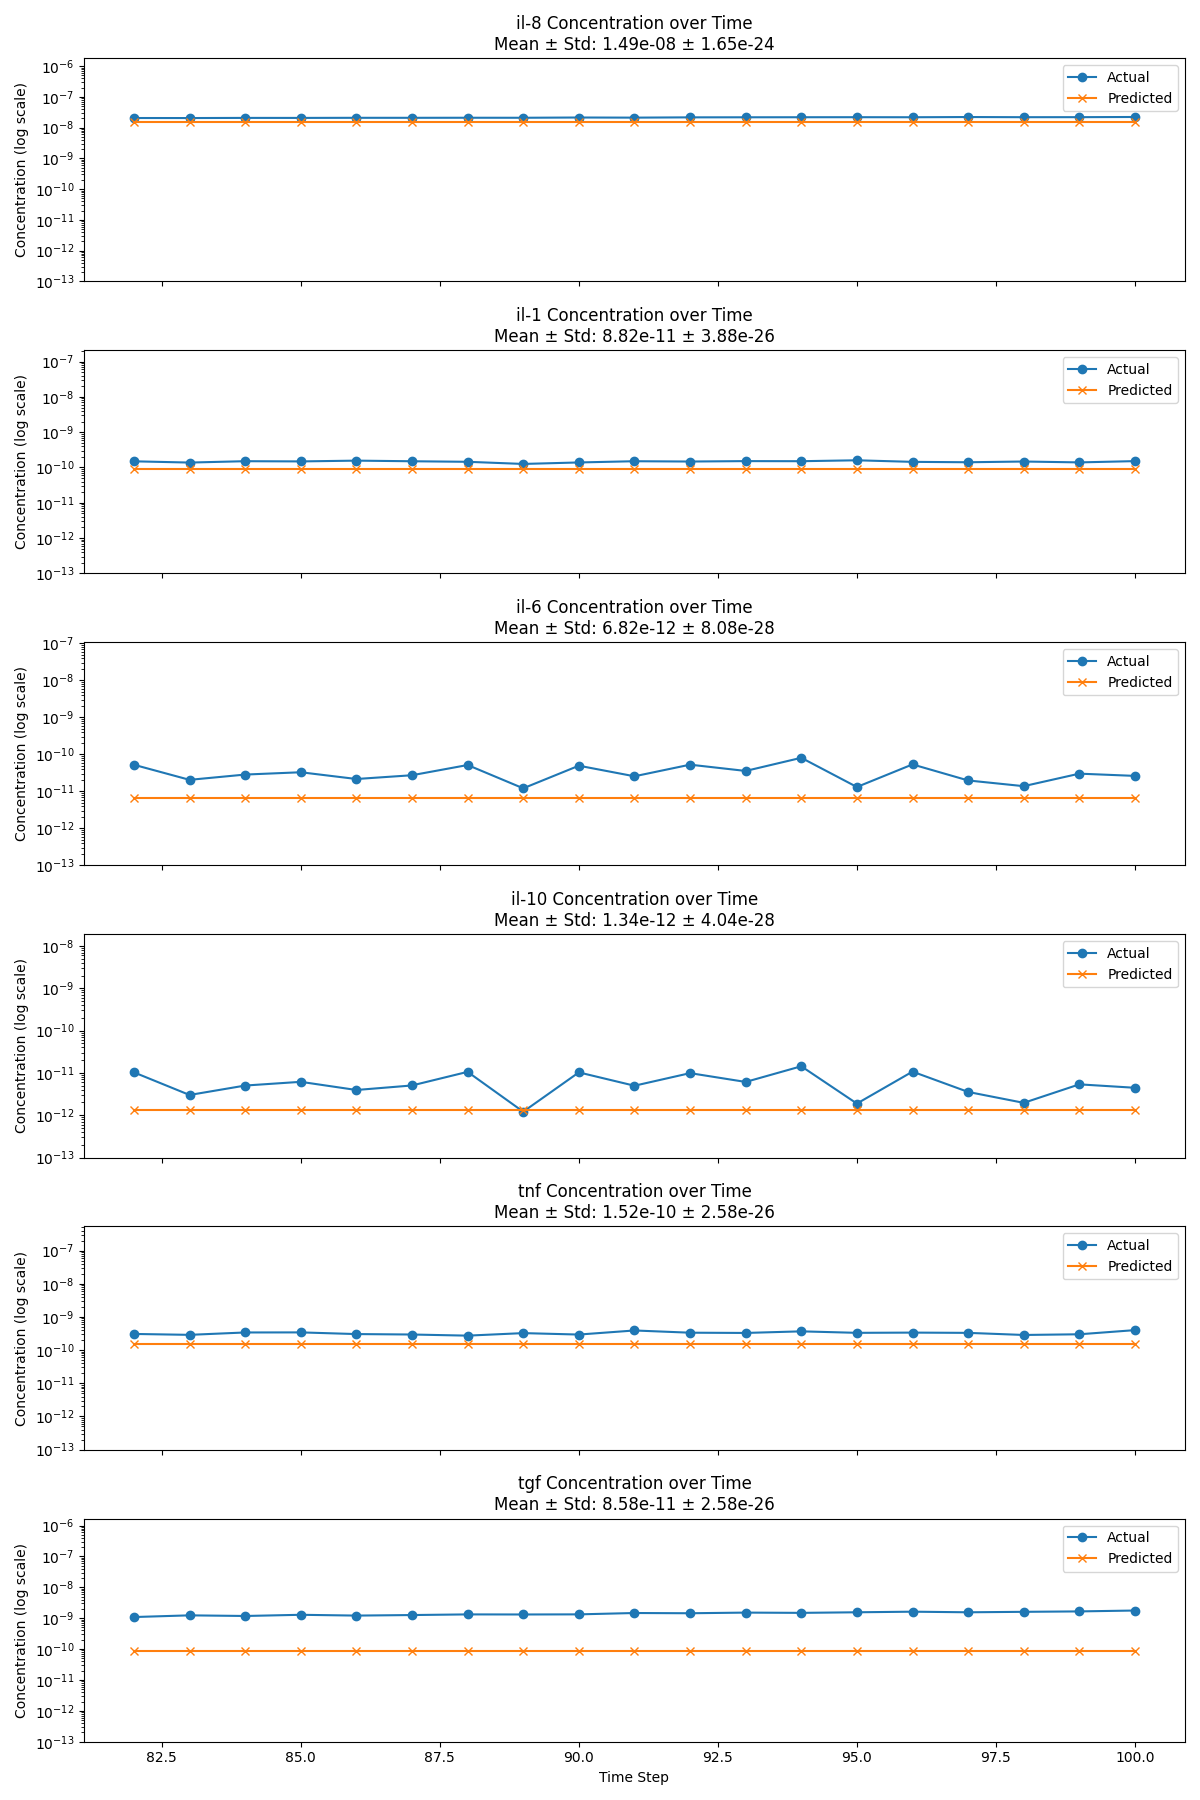 il-8 Concentration over Time
Mean ± Std: 1.49e-08 ± 1.65e-24
Concentration (log scale)
10⁻⁶
10⁻⁷
10⁻⁸
10⁻⁹
10⁻¹⁰
10⁻¹¹
10⁻¹²
10⁻¹³
Actual
Predicted
il-1 Concentration over Time
Mean ± Std: 8.82e-11 ± 3.88e-26
Concentration (log scale)
10⁻⁷
10⁻⁸
10⁻⁹
10⁻¹⁰
10⁻¹¹
10⁻¹²
10⁻¹³
Actual
Predicted
il-6 Concentration over Time
Mean ± Std: 6.82e-12 ± 8.08e-28
Concentration (log scale)
10⁻⁷
10⁻⁸
10⁻⁹
10⁻¹⁰
10⁻¹¹
10⁻¹²
10⁻¹³
Actual
Predicted
il-10 Concentration over Time
Mean ± Std: 1.34e-12 ± 4.04e-28
Concentration (log scale)
10⁻⁸
10⁻⁹
10⁻¹⁰
10⁻¹¹
10⁻¹²
10⁻¹³
Actual
Predicted
tnf Concentration over Time
Mean ± Std: 1.52e-10 ± 2.58e-26
Concentration (log scale)
10⁻⁷
10⁻⁸
10⁻⁹
10⁻¹⁰
10⁻¹¹
10⁻¹²
10⁻¹³
Actual
Predicted
tgf Concentration over Time
Mean ± Std: 8.58e-11 ± 2.58e-26
Concentration (log scale)
10⁻⁶
10⁻⁷
10⁻⁸
10⁻⁹
10⁻¹⁰
10⁻¹¹
10⁻¹²
10⁻¹³
Actual
Predicted
82.5 85.0 87.5 90.0 92.5 95.0 97.5 100.0
Time Step